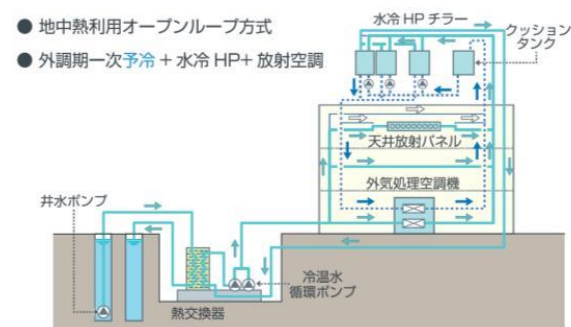 ● 地中熱利用オープンループ方式
● 外調期一次予冷 + 水冷 HP+ 放射空調
水冷 HP チラー
クッション
タンク
天井放射パネル
外気処理空調機
井水ポンプ
冷温水
循環ポンプ
熱交換器